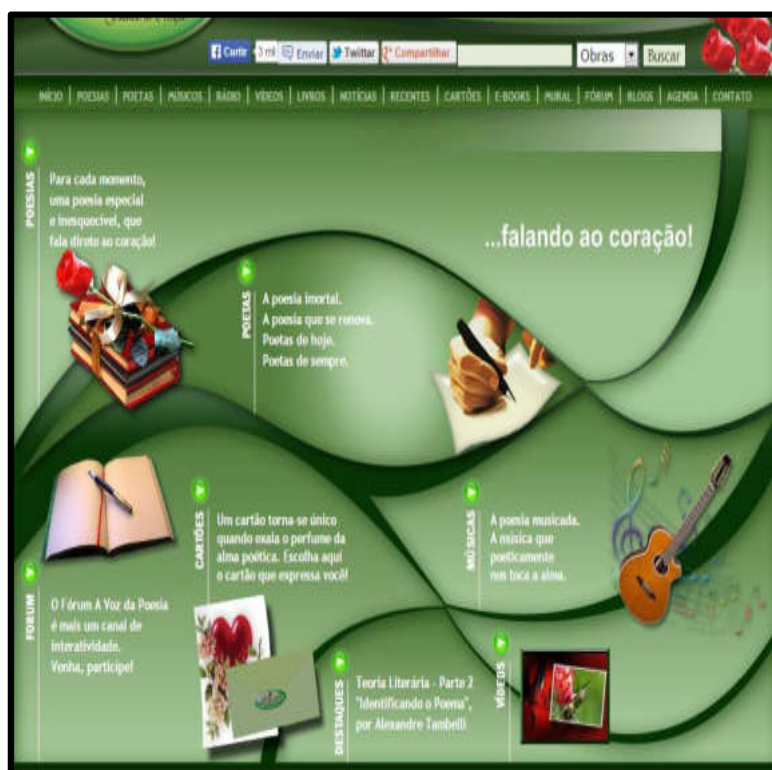 Curtir
3 mil
Enviar
Twittar
Compartilhar
Obras
Buscar
INÍCIO | POESIAS | POETAS | MÚSICOS | RÁDIO | VÍDEOS | LIVROS | NOTÍCIAS | RECENTES | CARTÕES | E-BOOKS | MURAL | FÓRUM | BLOGS | AGENDA | CONTATO
POESIAS
Para cada momento,
uma poesia especial
e inesquecível, que
fala direto ao coração!
...falando ao coração!
POETAS
A poesia imortal.
A poesia que se renova.
Poetas de hoje.
Poetas de sempre.
CARTÕES
Um cartão torna-se único
quando exala o perfume da
alma poética. Escolha aqui
o cartão que expressa você!
MÚSICAS
A poesia musicada.
A música que
poeticamente
nos toca a alma.
FÓRUM
O Fórum A Voz da Poesia
é mais um canal de
interatividade.
Venha, participe!
DESTAQUES
Teoria Literária - Parte 2
"Identificando o Poema",
por Alexandre Tambelli
VÍDEOS